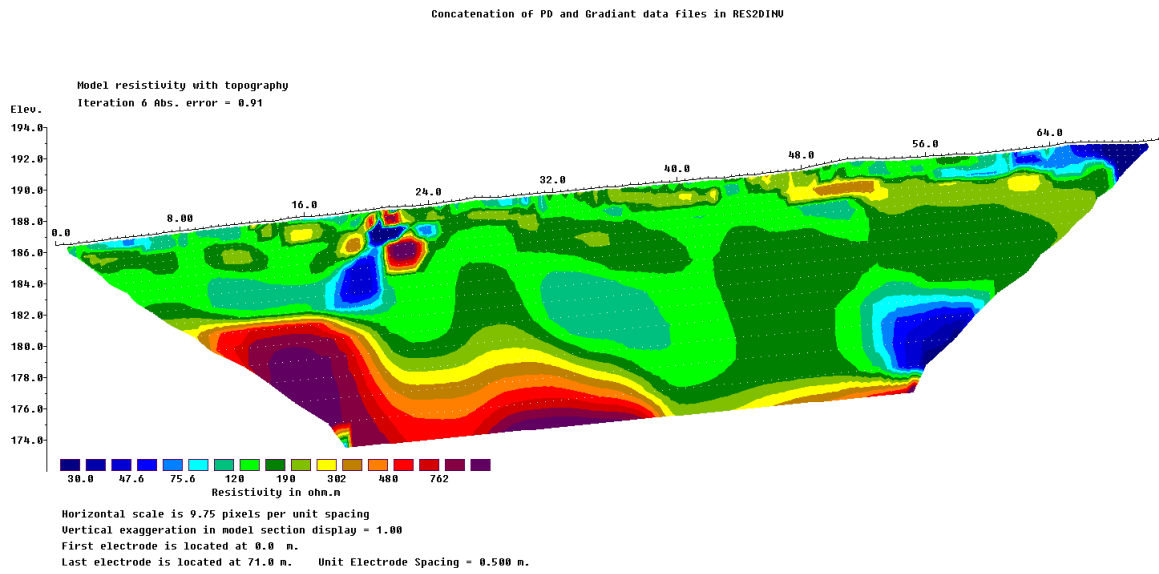 Concatenation of PD and Gradiant data files in RES2DINV
Model resistivity with topography
Iteration 6 Abs. error = 0.91
Elev.
194.0
192.0
190.0
188.0
186.0
184.0
182.0
180.0
178.0
176.0
174.0
0.0
8.00
16.0
24.0
32.0
40.0
48.0
56.0
64.0
30.0 47.6 75.6 120 190 302 480 762
Resistivity in ohm.m
Horizontal scale is 9.75 pixels per unit spacing
Vertical exaggeration in model section display = 1.00
First electrode is located at 0.0 m.
Last electrode is located at 71.0 m. Unit Electrode Spacing = 0.500 m.